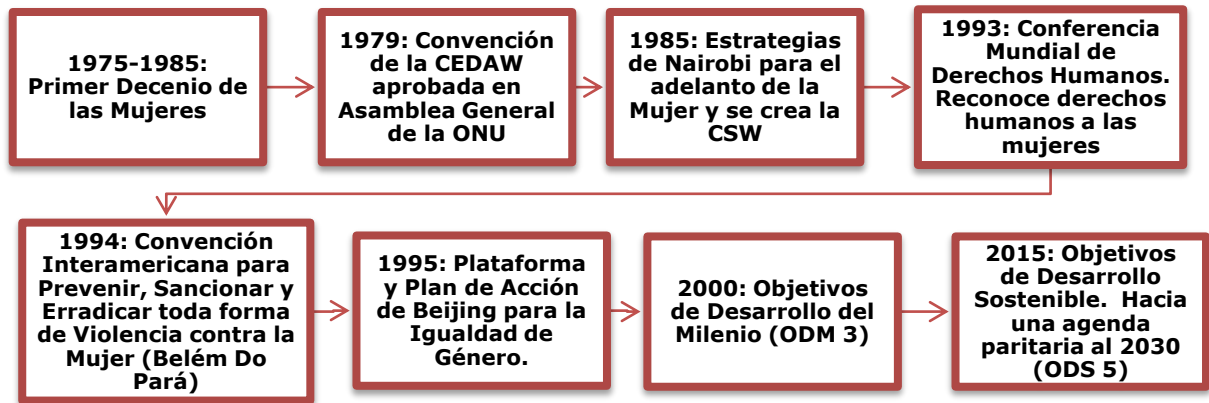 1975-1985:
Primer Decenio de
las Mujeres
1979: Convención
de la CEDAW
aprobada en
Asamblea General
de la ONU
1985: Estrategias
de Nairobi para el
adelanto de la
Mujer y se crea la
CSW
1993: Conferencia
Mundial de
Derechos Humanos.
Reconoce derechos
humanos a las
mujeres
1994: Convención
Interamericana para
Prevenir, Sancionar y
Erradicar toda forma
de Violencia contra la
Mujer (Belém Do
Pará)
1995: Plataforma
y Plan de Acción
de Beijing para la
Igualdad de
Género.
2000: Objetivos
de Desarrollo del
Milenio (ODM 3)
2015: Objetivos
de Desarrollo
Sostenible. Hacia
una agenda
paritaria al 2030
(ODS 5)